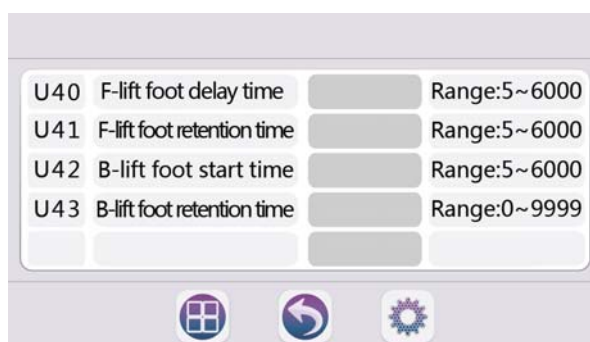 U40 F-lift foot delay time Range:5~6000
U41 F-lift foot retention time Range:5~6000
U42 B-lift foot start time Range:5~6000
U43 B-lift foot retention time Range:0~9999